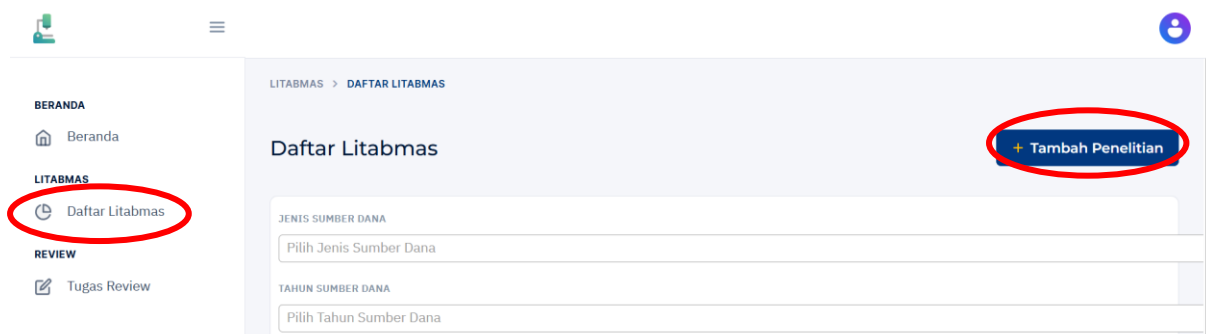 BERANDA
Beranda
LITABMAS
Daftar Litabmas
REVIEW
Tugas Review
LITABMAS > DAFTAR LITABMAS
Daftar Litabmas
+ Tambah Penelitian
JENIS SUMBER DANA
Pilih Jenis Sumber Dana
TAHUN SUMBER DANA
Pilih Tahun Sumber Dana